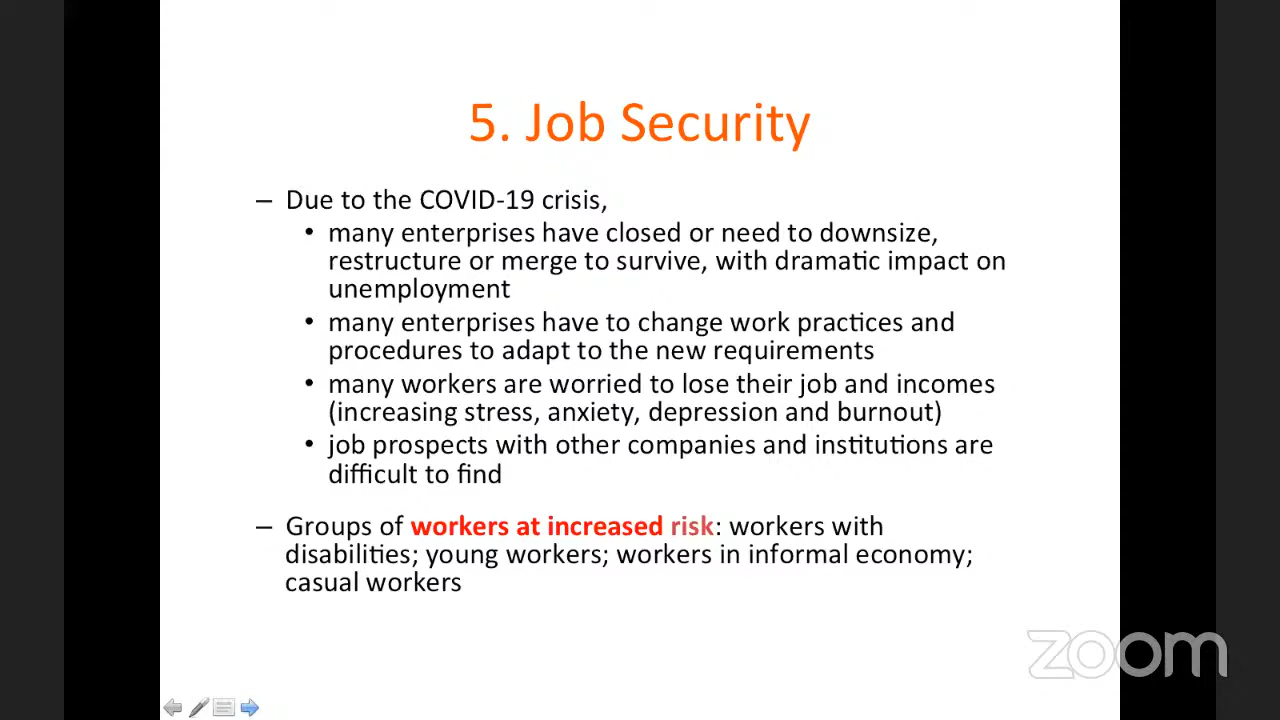 5. Job Security
– Due to the COVID-19 crisis,
• many enterprises have closed or need to downsize,
restructure or merge to survive, with dramatic impact on
unemployment
• many enterprises have to change work practices and
procedures to adapt to the new requirements
• many workers are worried to lose their job and incomes
(increasing stress, anxiety, depression and burnout)
• job prospects with other companies and institutions are
difficult to find
– Groups of workers at increased risk: workers with
disabilities; young workers; workers in informal economy;
casual workers
zoom